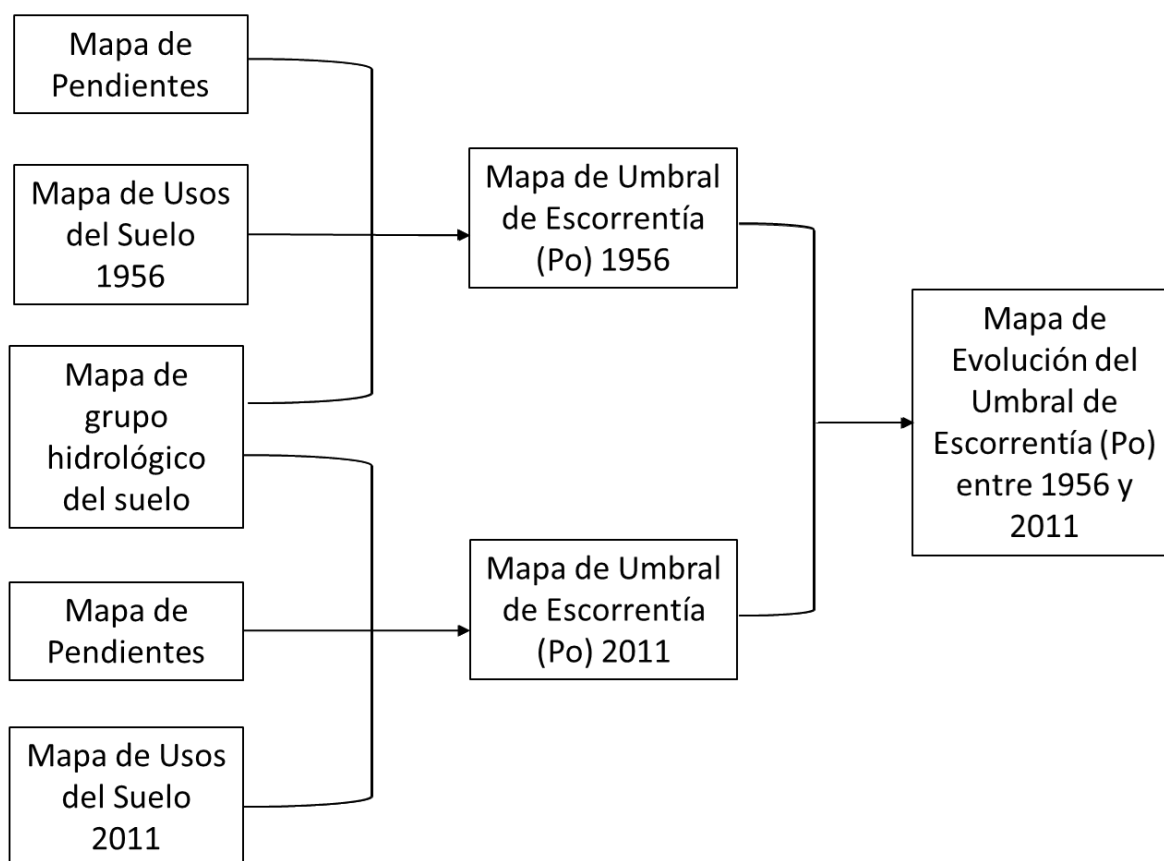 Mapa de
Pendientes
Mapa de Usos
del Suelo
1956
Mapa de
grupo
hidrológico
del suelo
Mapa de
Pendientes
Mapa de Usos
del Suelo
2011
Mapa de Umbral
de Escorrentía
(Po) 1956
Mapa de Umbral
de Escorrentía
(Po) 2011
Mapa de
Evolución del
Umbral de
Escorrentía (Po)
entre 1956 y
2011